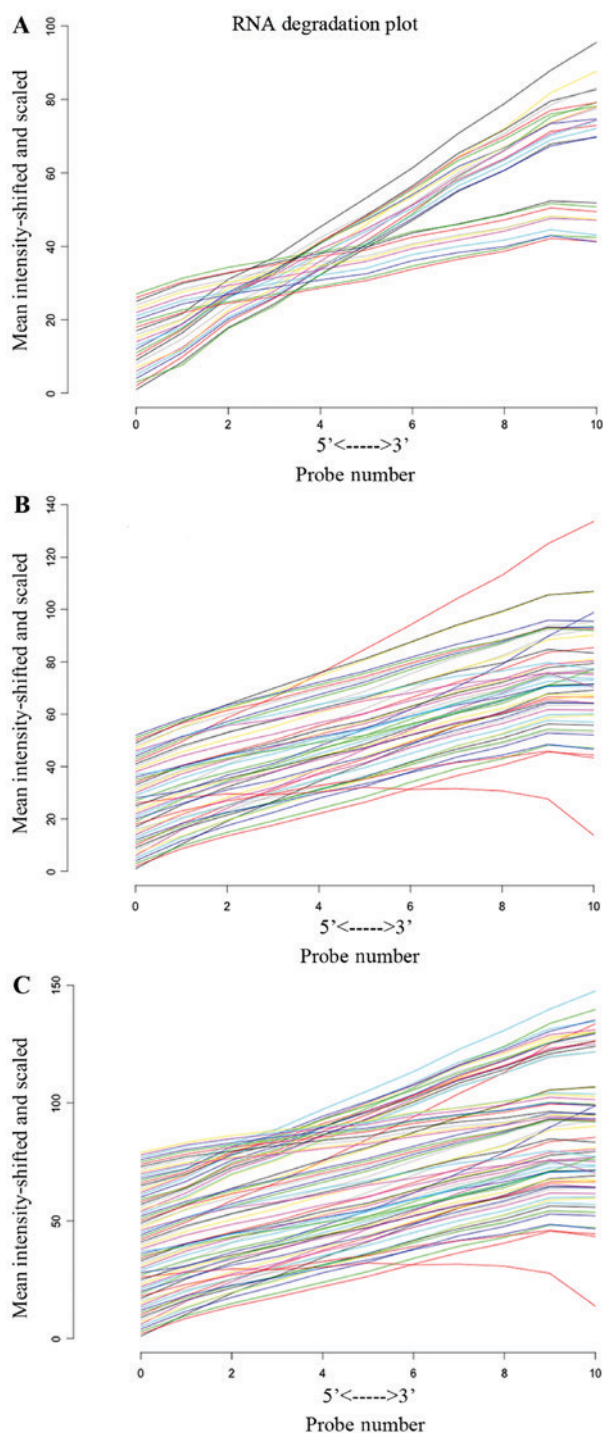 A
RNA degradation plot
Mean intensity-shifted and scaled
100
80
60
40
20
0
0 2 4 6 8 10
5’<----->3’
Probe number
B
Mean intensity-shifted and scaled
140
120
100
80
60
40
20
0
0 2 4 6 8 10
5’<----->3’
Probe number
C
Mean intensity-shifted and scaled
150
100
50
0
0 2 4 6 8 10
5’<----->3’
Probe number